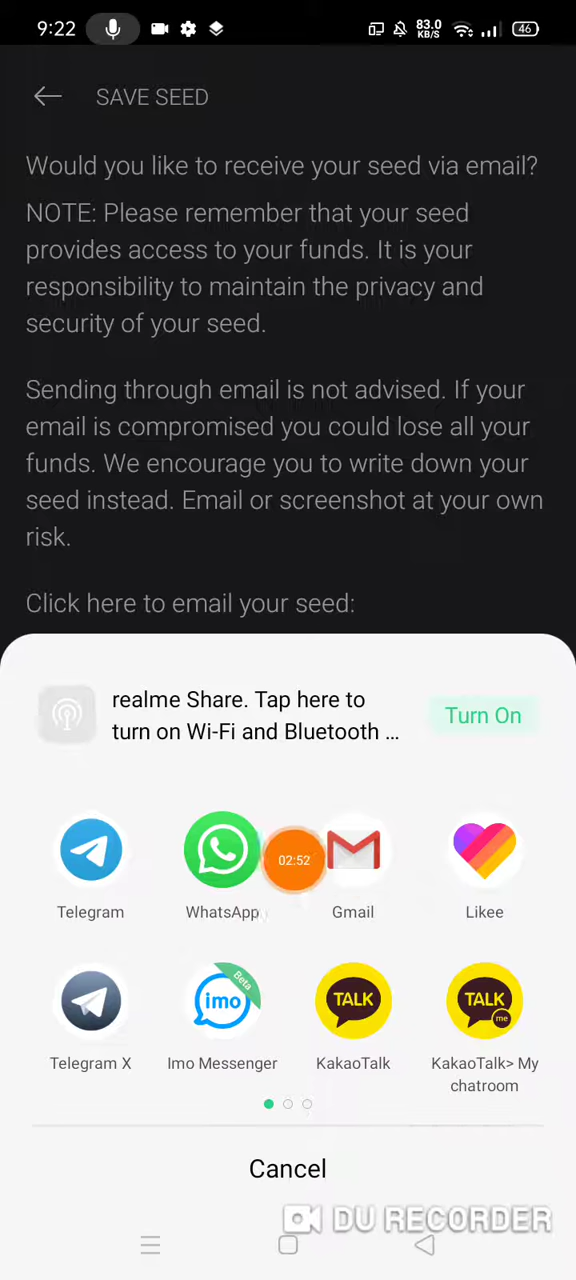 9:22
83.0
KB/S
46
SAVE SEED
Would you like to receive your seed via email?
NOTE: Please remember that your seed
provides access to your funds. It is your
responsibility to maintain the privacy and
security of your seed.
Sending through email is not advised. If your
email is compromised you could lose all your
funds. We encourage you to write down your
seed instead. Email or screenshot at your own
risk.
Click here to email your seed:
realme Share. Tap here to
turn on Wi-Fi and Bluetooth ...
Turn On
02:52
Telegram
WhatsApp
Gmail
Likee
Beta
imo
TALK
TALK
me
Telegram X
Imo Messenger
KakaoTalk
KakaoTalk> My
chatroom
Cancel
DU RECORDER